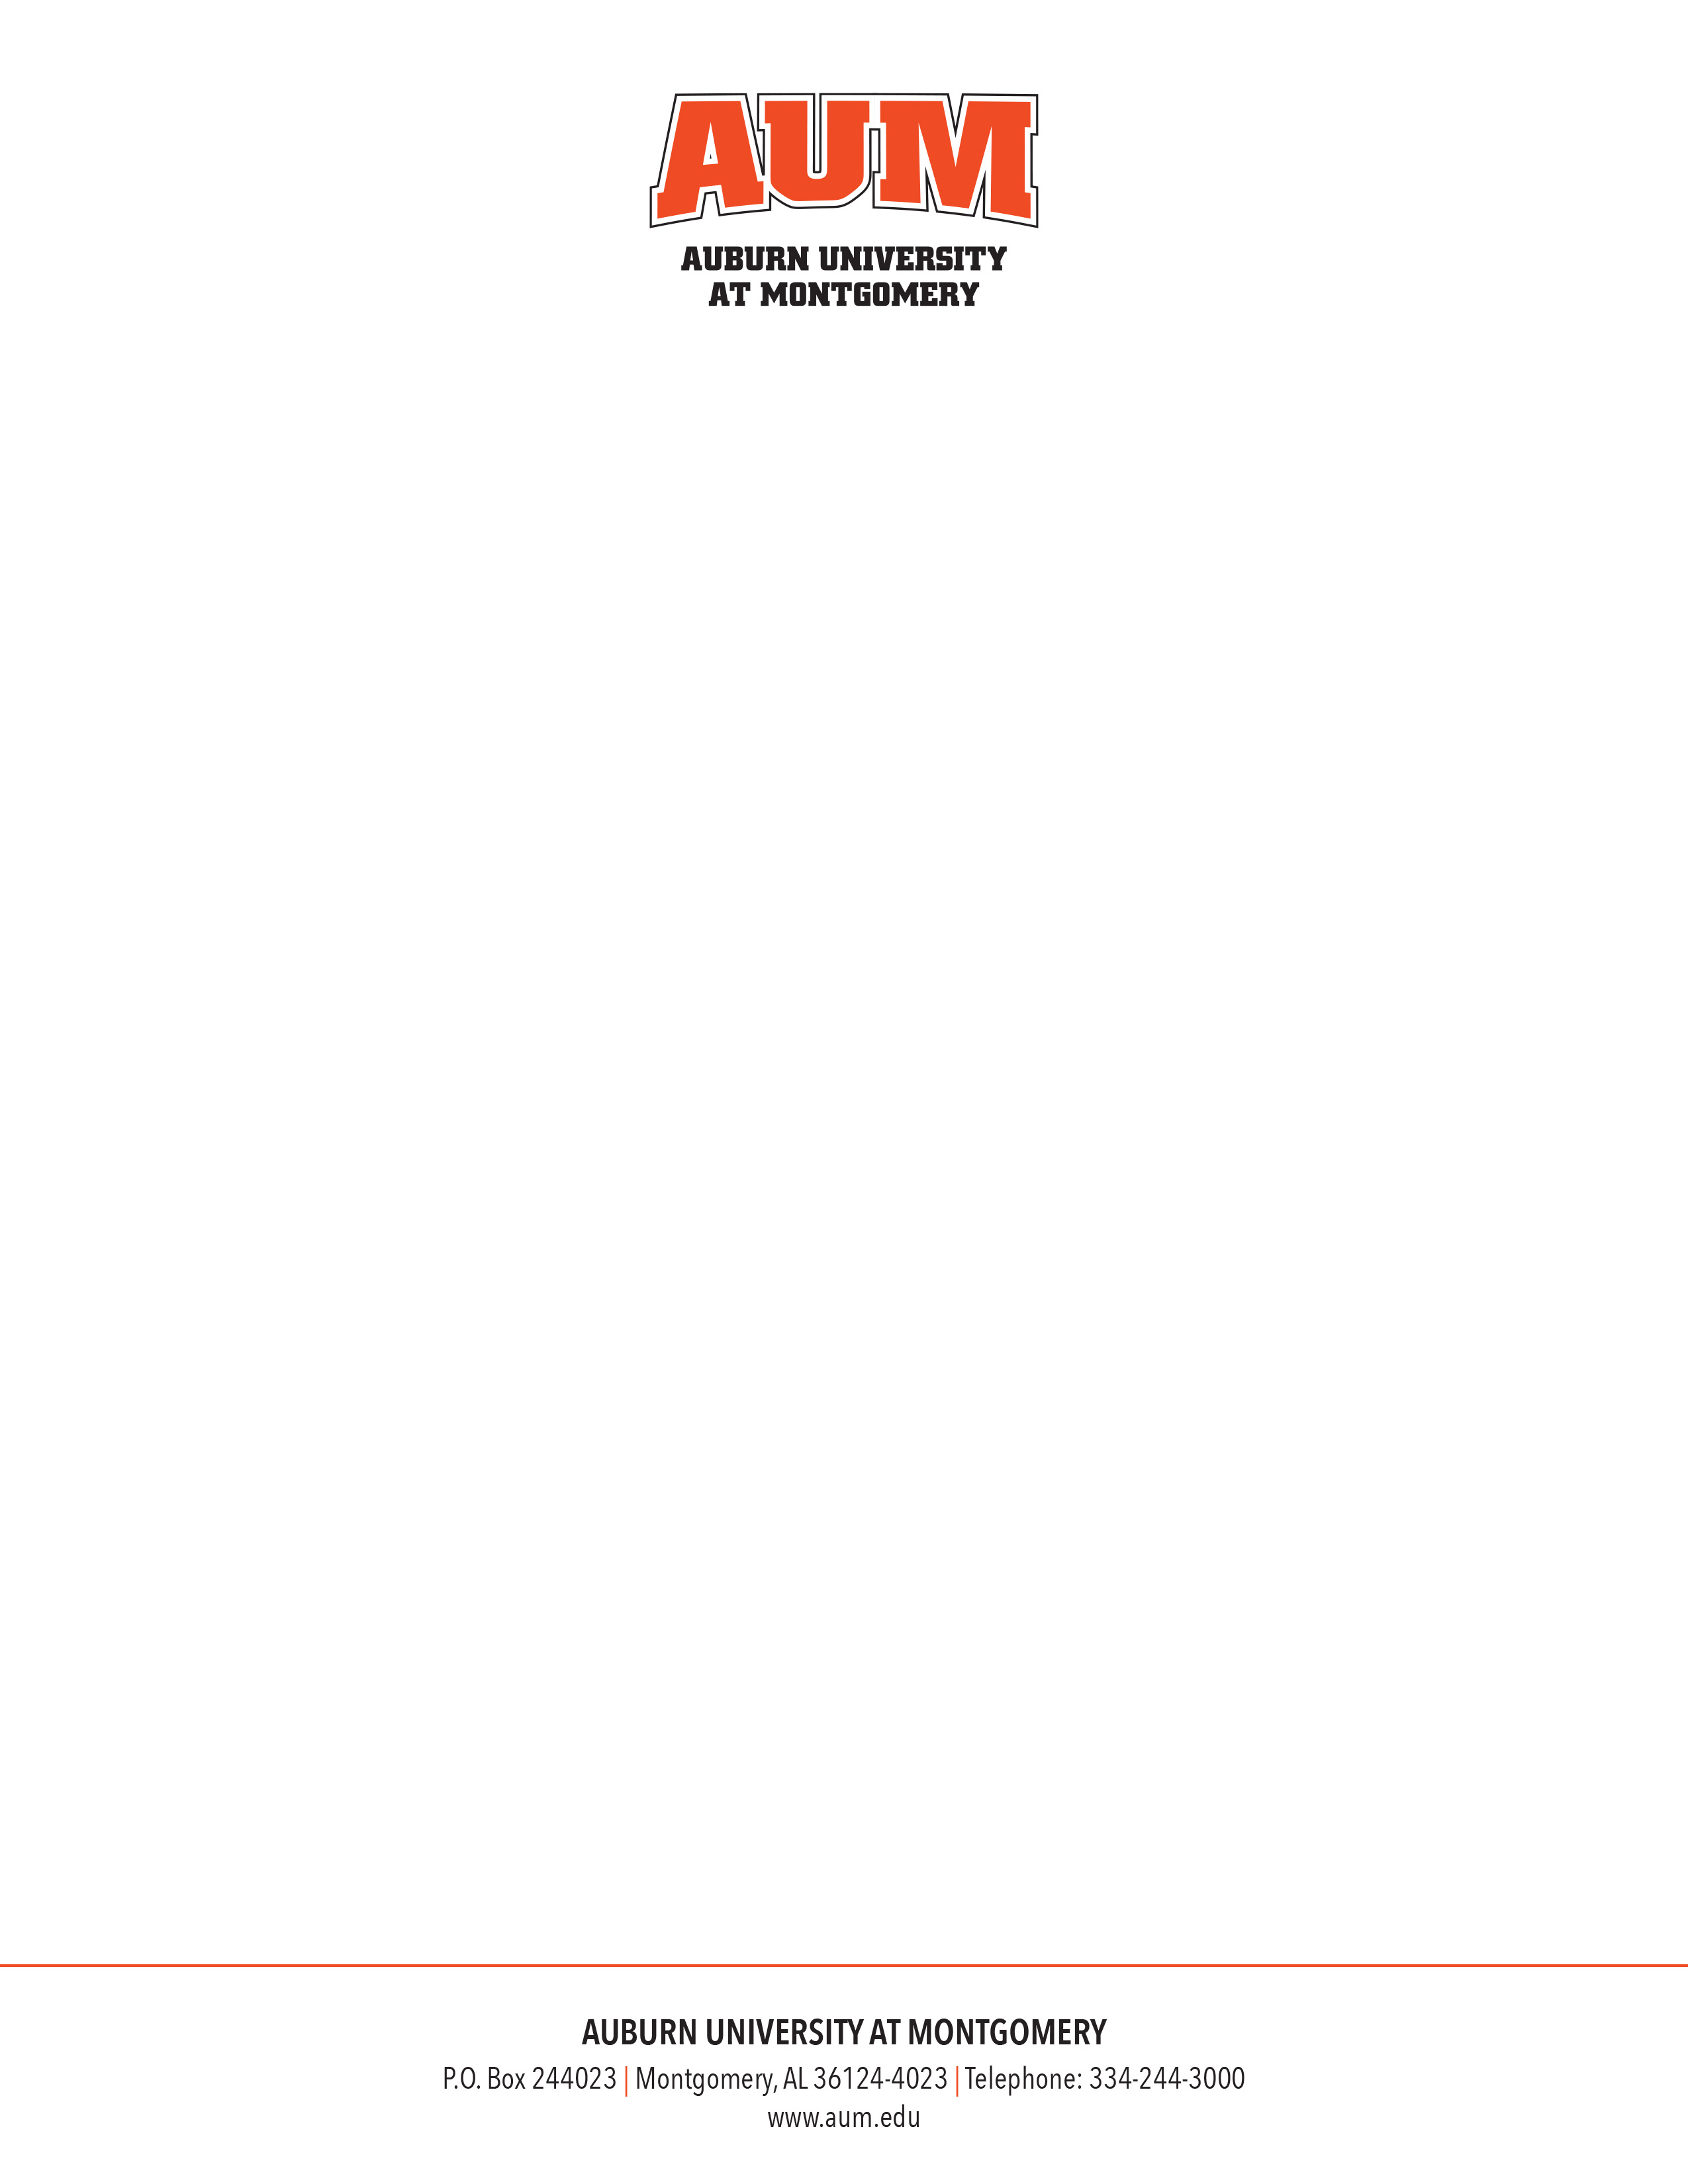 AUM
AUBURN UNIVERSITY
AT MONTGOMERY
AUBURN UNIVERSITY AT MONTGOMERY
P.O. Box 244023 | Montgomery, AL 36124-4023 | Telephone: 334-244-3000
www.aum.edu